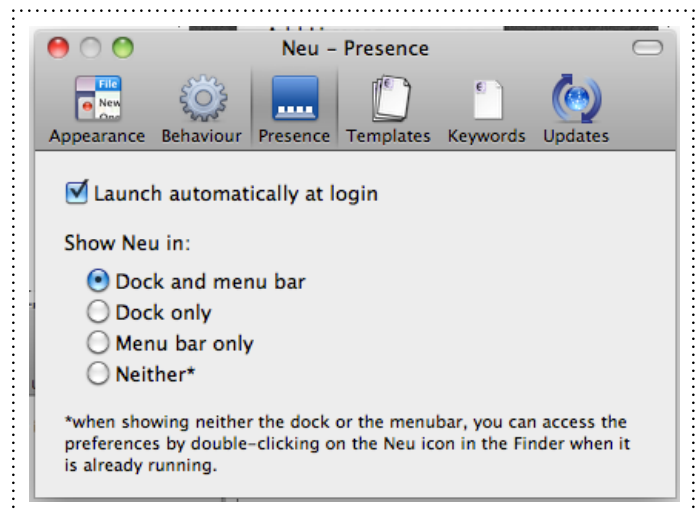 Neu – Presence
File
New
Appearance Behaviour Presence Templates Keywords Updates
Launch automatically at login
Show Neu in:
Dock and menu bar
Dock only
Menu bar only
Neither*
*when showing neither the dock or the menubar, you can access the
preferences by double-clicking on the Neu icon in the Finder when it
is already running.